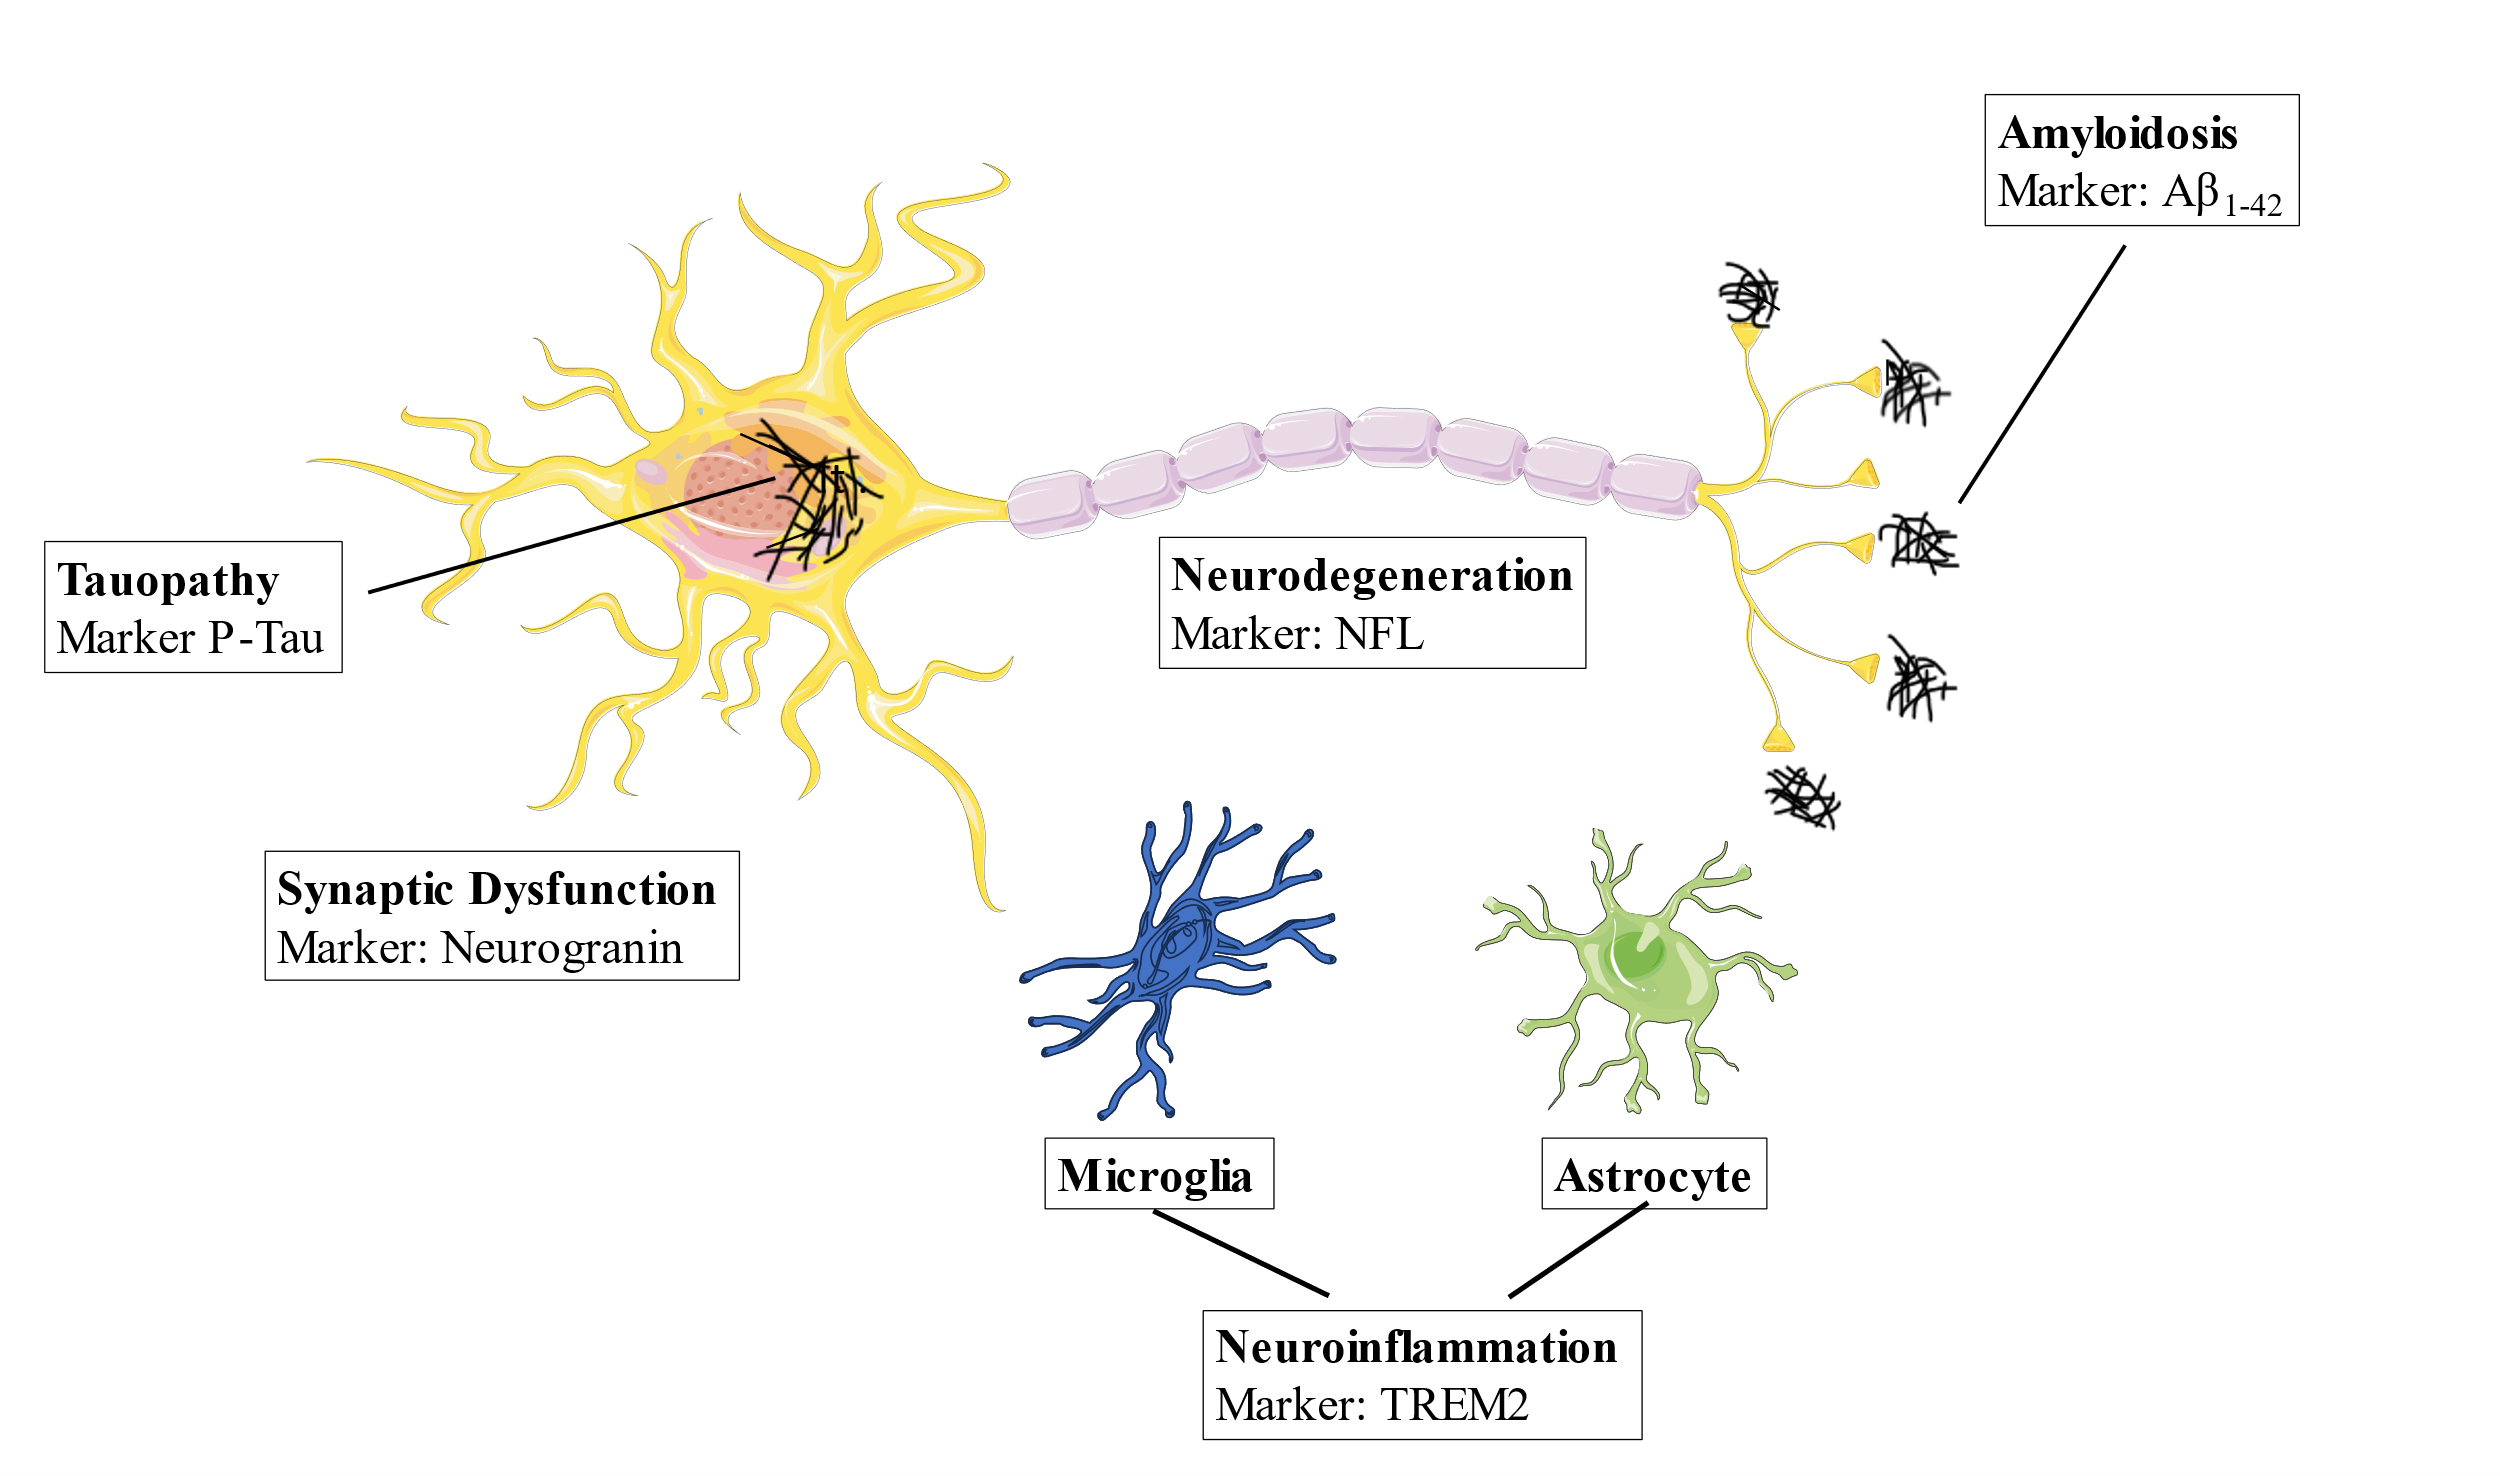 Amyloidosis
Marker: Aβ1-42
Tauopathy
Marker P-Tau
Neurodegeneration
Marker: NFL
Synaptic Dysfunction
Marker: Neurogranin
Microglia
Astrocyte
Neuroinflammation
Marker: TREM2